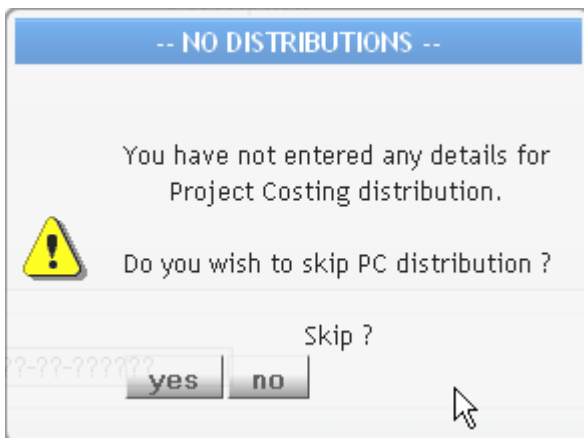 -- NO DISTRIBUTIONS --
You have not entered any details for
Project Costing distribution.
Do you wish to skip PC distribution ?
Skip ?
??-??-??????
yes no